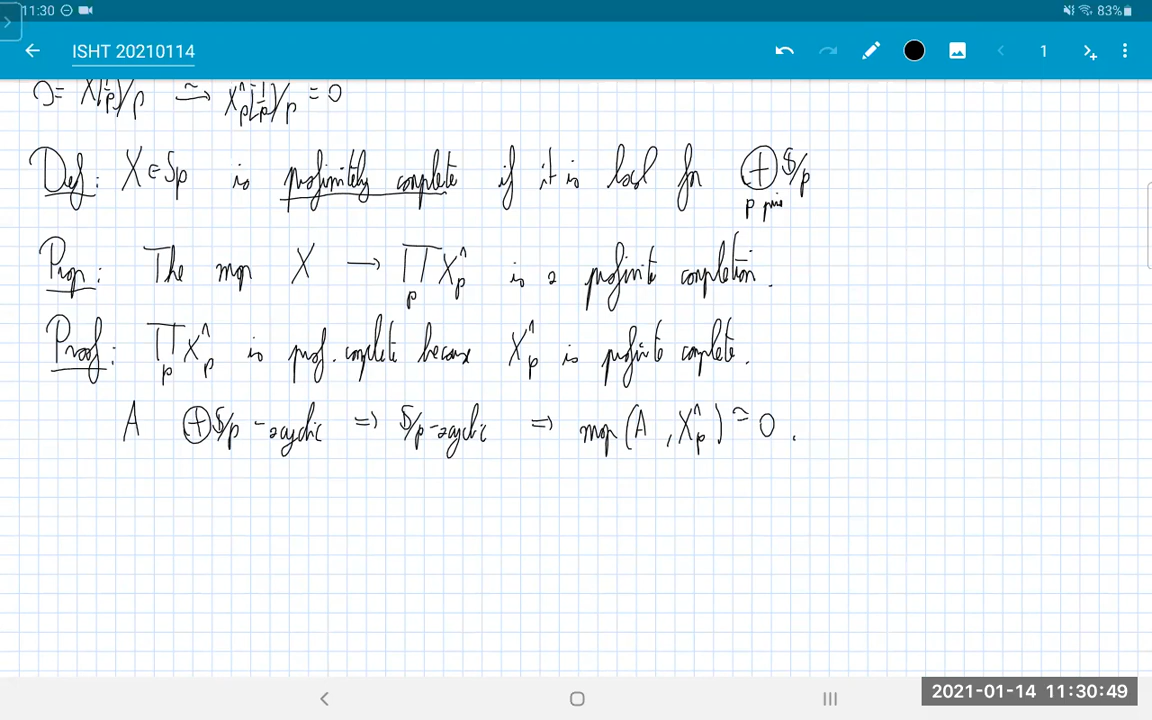 11:30
83%
ISHT 20210114
1
0= X[1/p]/p ≃→ X^_p[1/p]/p = 0
Def: X∈Sp is profinitely complete if it is local for ⊕ $/p
p prime
Prop: The map X → ∏_p X^_p is a profinite completion.
Proof: ∏_p X^_p is prof. complete because X^_p is profinite complete.
A ⊕$/p -acyclic ⇒ $/p-acyclic ⇒ map(A, X^_p) ≃ 0.
2021-01-14 11:30:49